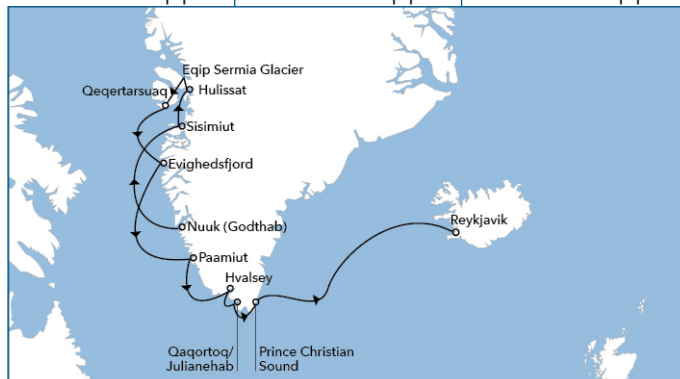 Eqip Sermia Glacier
Qeqertarsuaq
Hulissat
Sisimiut
Evighedsfjord
Nuuk (Godthab)
Paamiut
Hvalsey
Reykjavik
Qaqortoq/
Julianehab
Prince Christian
Sound